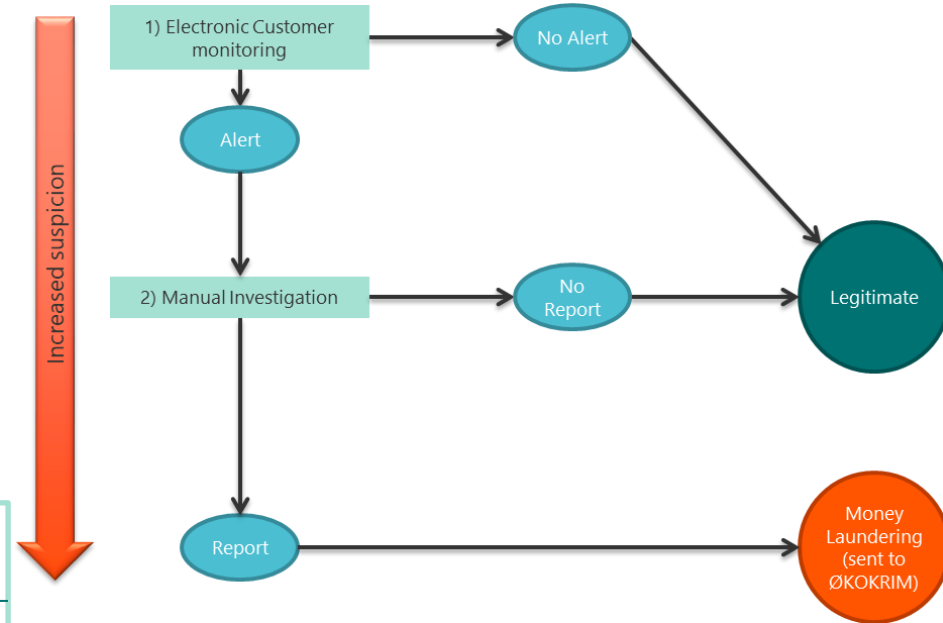 1) Electronic Customer
monitoring
No Alert
Alert
Increased suspicion
2) Manual Investigation
No
Report
Legitimate
Report
Money
Laundering
(sent to
ØKOKRIM)